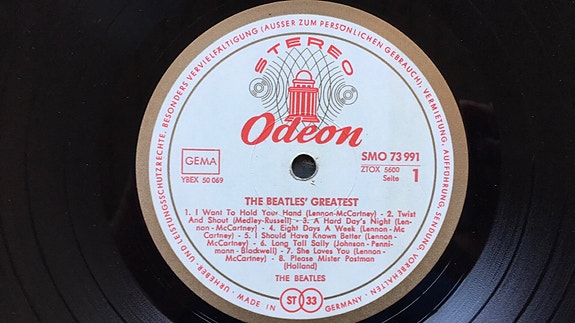 URHEBER- UND LEISTUNGSSCHUTZRECHTE, BESONDERS VERVIELFÄLTIGUNG (AUSSER ZUM PERSÖNLICHEN GEBRAUCH), VERMIETUNG, AUFFÜHRUNG, SENDUNG, VORBEHALTEN · MADE IN GERMANY
STEREO
Odeon
GEMA
YBEX 50 069
SMO 73 991
ZTOX 5600
Seite 1
THE BEATLES' GREATEST
1. I Want To Hold Your Hand (Lennon-McCartney) - 2. Twist
And Shout (Medley-Russell) - 3. A Hard Day's Night (Len-
non-McCartney) - 4. Eight Days A Week (Lennon-Mc
Cartney) - 5. I Should Have Known Better (Lennon-
McCartney) - 6. Long Tall Sally (Johnson - Penni-
mann - Blackwell) - 7. She Loves You (Lennon -
McCartney) - 8. Please Mister Postman
(Holland)
THE BEATLES
ST 33